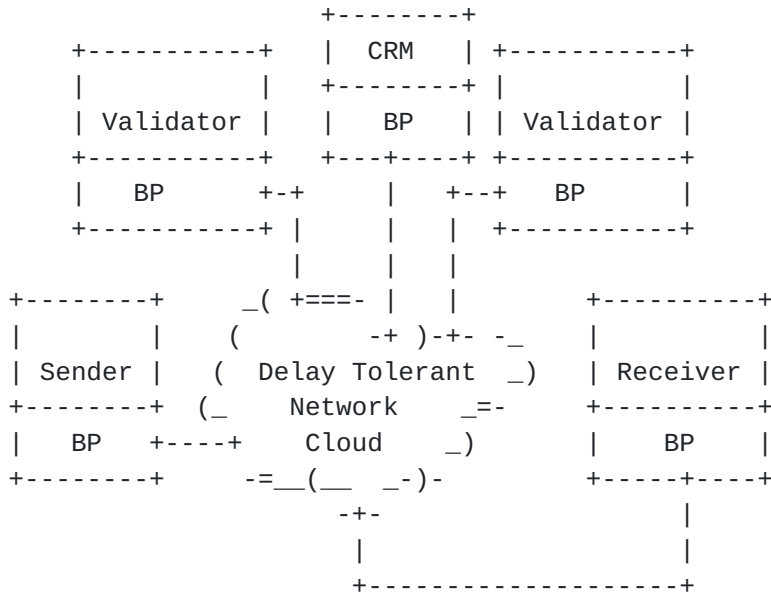 CRM
Validator BP Validator
BP BP
Sender Delay Tolerant Receiver
BP Network BP
Cloud